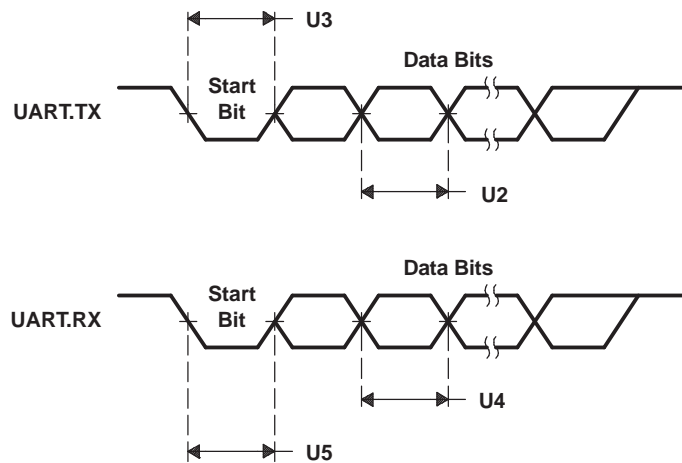 U3
Data Bits
Start
Bit
UART.TX
U2
Data Bits
Start
Bit
UART.RX
U4
U5